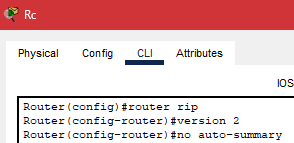 Rc
Physical Config CLI Attributes
IOS
Router(config)#router rip
Router(config-router)#version 2
Router(config-router)#no auto-summary